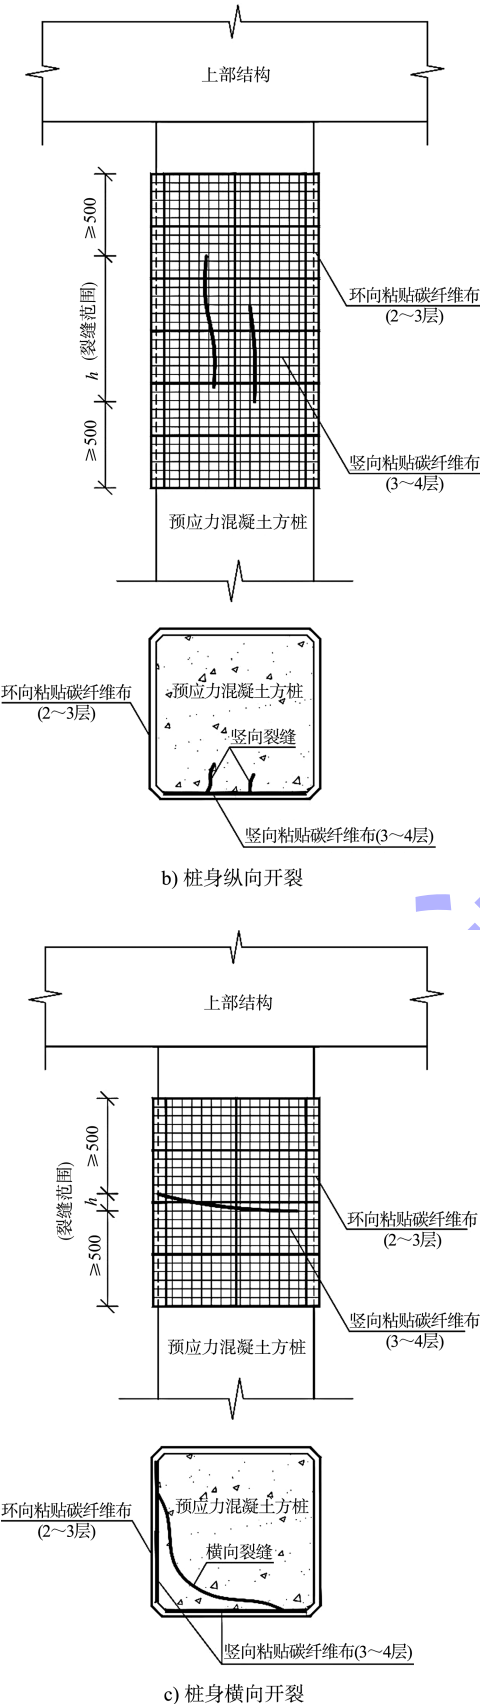 上部结构
≥500
h (裂缝范围)
≥500
环向粘贴碳纤维布
(2～3层)
竖向粘贴碳纤维布
(3～4层)
预应力混凝土方桩
预应力混凝土方桩
环向粘贴碳纤维布
(2～3层)
竖向裂缝
竖向粘贴碳纤维布(3～4层)
b) 桩身纵向开裂
上部结构
≥500
h
(裂缝范围)
≥500
环向粘贴碳纤维布
(2～3层)
竖向粘贴碳纤维布
(3～4层)
预应力混凝土方桩
预应力混凝土方桩
环向粘贴碳纤维布
(2～3层)
横向裂缝
竖向粘贴碳纤维布(3～4层)
c) 桩身横向开裂